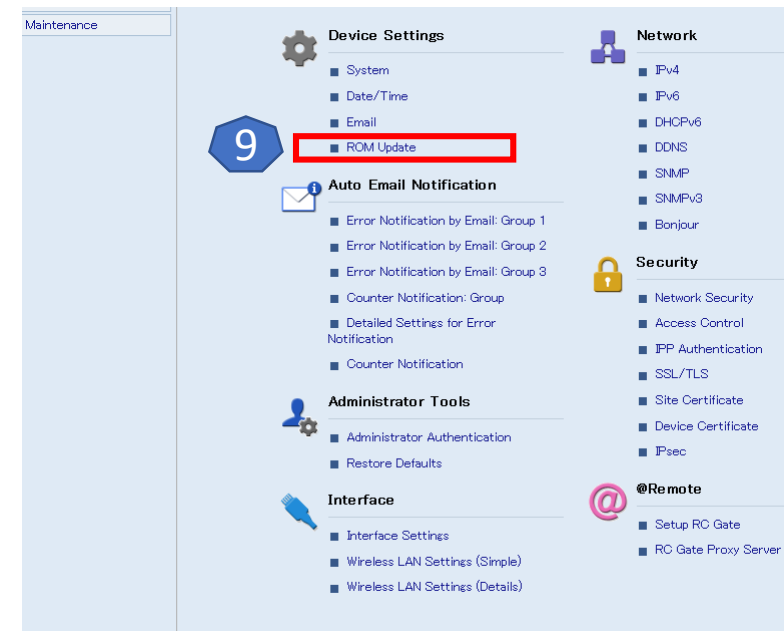 Maintenance
Device Settings
System
Date/Time
Email
9
ROM Update
Auto Email Notification
Error Notification by Email: Group 1
Error Notification by Email: Group 2
Error Notification by Email: Group 3
Counter Notification: Group
Detailed Settings for Error
Notification
Counter Notification
Administrator Tools
Administrator Authentication
Restore Defaults
Interface
Interface Settings
Wireless LAN Settings (Simple)
Wireless LAN Settings (Details)
Network
IPv4
IPv6
DHCPv6
DDNS
SNMP
SNMPv3
Bonjour
Security
Network Security
Access Control
IPP Authentication
SSL/TLS
Site Certificate
Device Certificate
IPsec
@Remote
Setup RC Gate
RC Gate Proxy Server